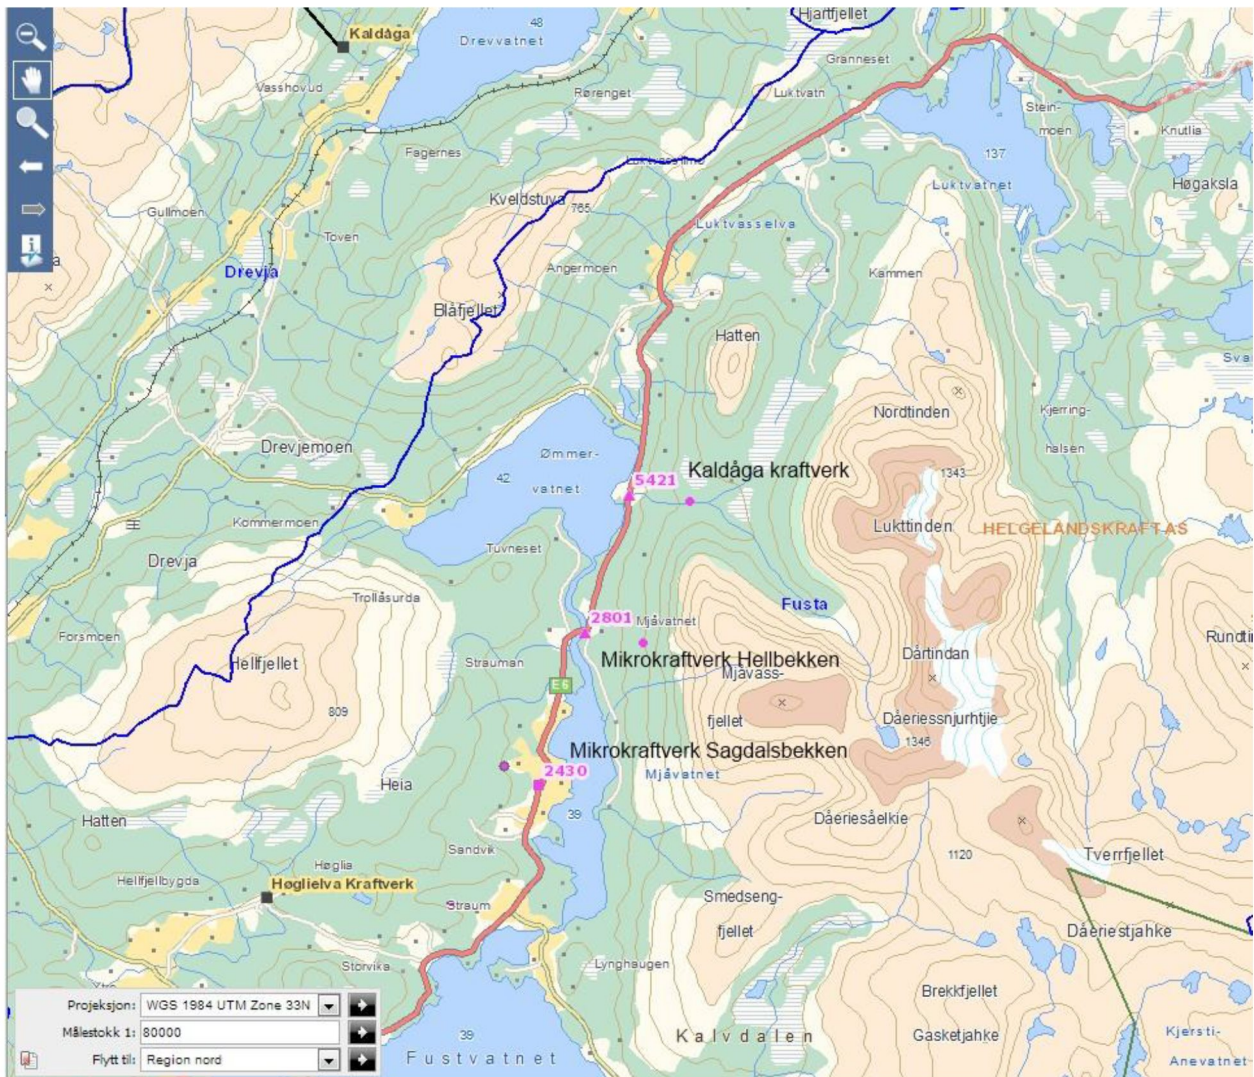 Hjartfjellet
48
Kaldåga
Drevvatnet
Granneset
Vasshovud
Rørenget
Luktvatn
Stein-
moen
Knutlia
Fagernes
137
Luktvatnet
Høgaksla
Kveldstuva
765
Gullmoen
Toven
Luktvasselva
Drevja
Angermoen
Kammen
Blåfjellet
Hatten
Nordtinden
Kjerring-
halsen
Drevjemoen
Ømmer-
vatnet
42
5421
Kaldåga kraftverk
1343
Kommermoen
Lukttinden
HELGELANDSKRAFT AS
Tuvneset
Drevja
Trollåsurda
Fusta
2801
Mjåvatnet
Forsmoen
Hellfjellet
Strauman
Mikrokraftverk Hellbekken
Dårtindan
Mjåvass-
fjellet
E6
809
Dåeriessnjurhtjie
1346
Mikrokraftverk Sagdalsbekken
2430
Mjåvatnet
Heia
39
Hatten
Dåeriesåelkie
Sandvik
1120
Tverrfjellet
Høglia
Hellfjellbygda
Høglielva Kraftverk
Straum
Smedseng-
fjellet
Dåeriestjahke
Storvika
Lynghaugen
Brekkfjellet
Gasketjahke
Projeksjon: WGS 1984 UTM Zone 33N
Målestokk 1: 80000
Flytt til: Region nord
39
Fustvatnet
Kalvdalen
Kjersti-
Anevatnet